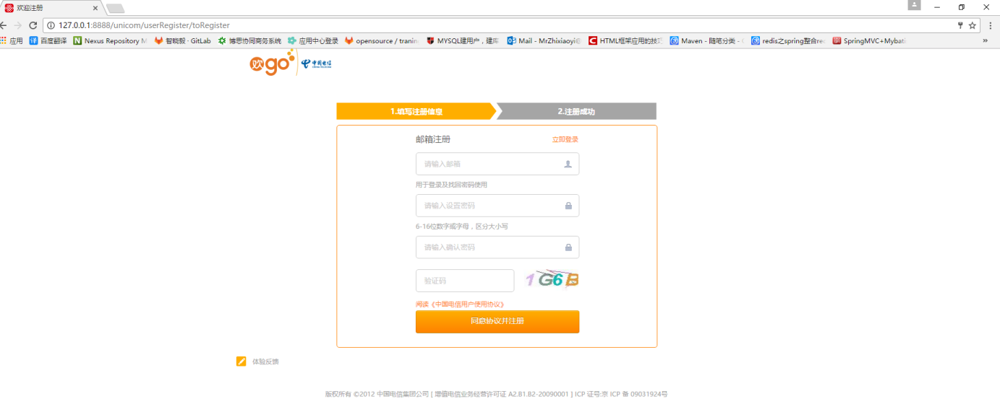 欢迎注册
127.0.0.1:8888/unicom/userRegister/toRegister
应用 百度翻译 Nexus Repository M 智晓毅 · GitLab 博思协同商务系统 应用中心登录 opensource / tranin MYSQL建用户，建库 Mail - MrZhixiaoyi@ HTML框架应用的技巧 Maven - 随笔分类 - redis之spring整合red SpringMVC+Mybati »
欢go 中国电信
1.填写注册信息 2.注册成功
邮箱注册 立即登录
请输入邮箱
用于登录及找回密码使用
请输入设置密码
6-16位数字或字母，区分大小写
请输入确认密码
验证码 1G6B
阅读《中国电信用户使用协议》
同意协议并注册
体验反馈
版权所有 ©2012 中国电信集团公司 [ 增值电信业务经营许可证 A2.B1.B2-20090001 ] ICP 证号:京 ICP 备 09031924号